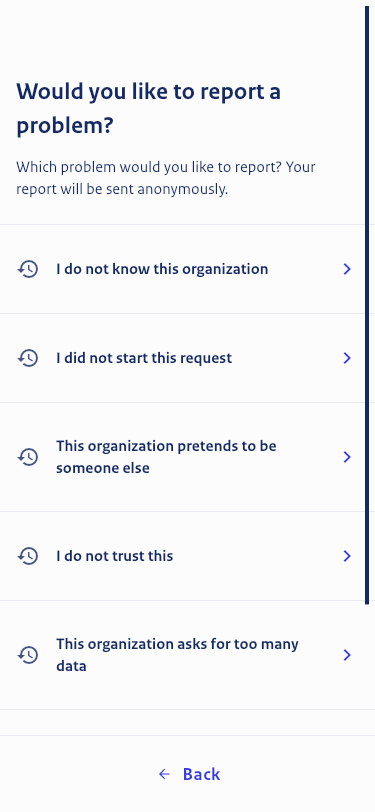 Would you like to report a
problem?
Which problem would you like to report? Your
report will be sent anonymously.
I do not know this organization
I did not start this request
This organization pretends to be
someone else
I do not trust this
This organization asks for too many
data
Back